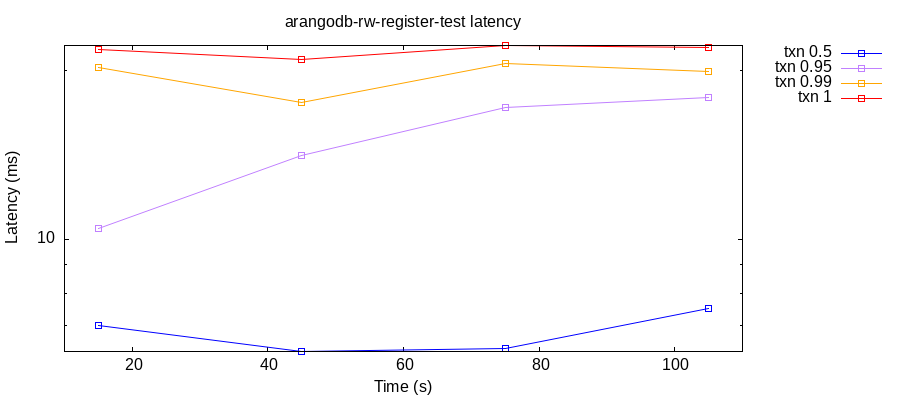 arangodb-rw-register-test latency
txn 0.5
txn 0.95
txn 0.99
txn 1
Latency (ms)
10
20 40 60 80 100
Time (s)